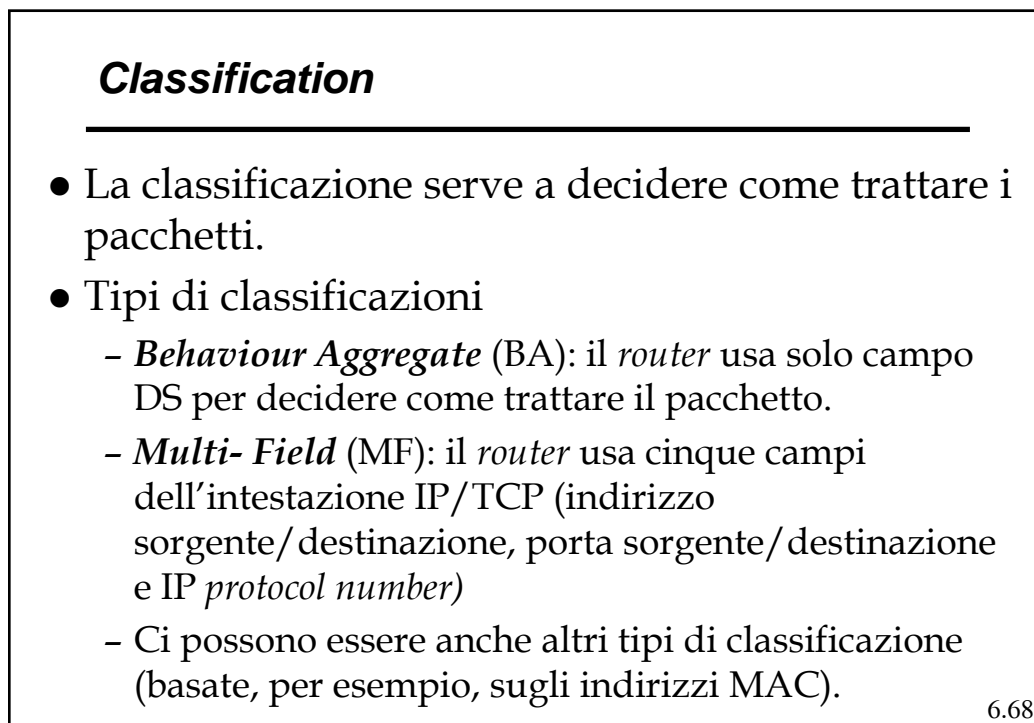 Classification
● La classificazione serve a decidere come trattare i
pacchetti.
● Tipi di classificazioni
– Behaviour Aggregate (BA): il router usa solo campo
DS per decidere come trattare il pacchetto.
– Multi- Field (MF): il router usa cinque campi
dell’intestazione IP/TCP (indirizzo
sorgente/destinazione, porta sorgente/destinazione
e IP protocol number)
– Ci possono essere anche altri tipi di classificazione
(basate, per esempio, sugli indirizzi MAC).
6.68